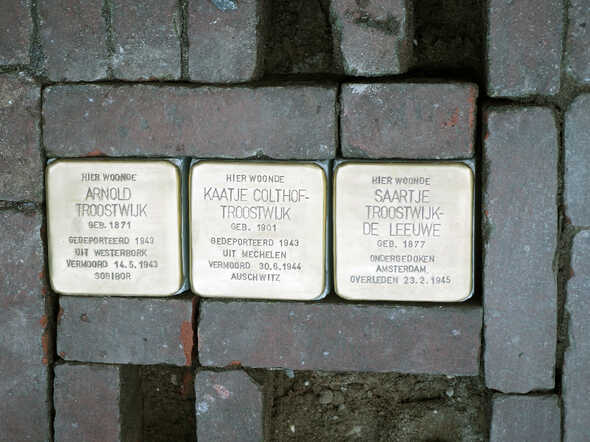 HIER WOONDE
ARNOLD
TROOSTWIJK
GEB. 1871
GEDEPORTEERD 1943
UIT WESTERBORK
VERMOORD 14.5.1943
SOBIBOR
HIER WOONDE
KAATJE COLTHOF-
TROOSTWIJK
GEB. 1901
GEDEPORTEERD 1943
UIT MECHELEN
VERMOORD 30.6.1944
AUSCHWITZ
HIER WOONDE
SAARTJE
TROOSTWIJK-
DE LEEUWE
GEB. 1877
ONDERGEDOKEN
AMSTERDAM
OVERLEDEN 23.2.1945